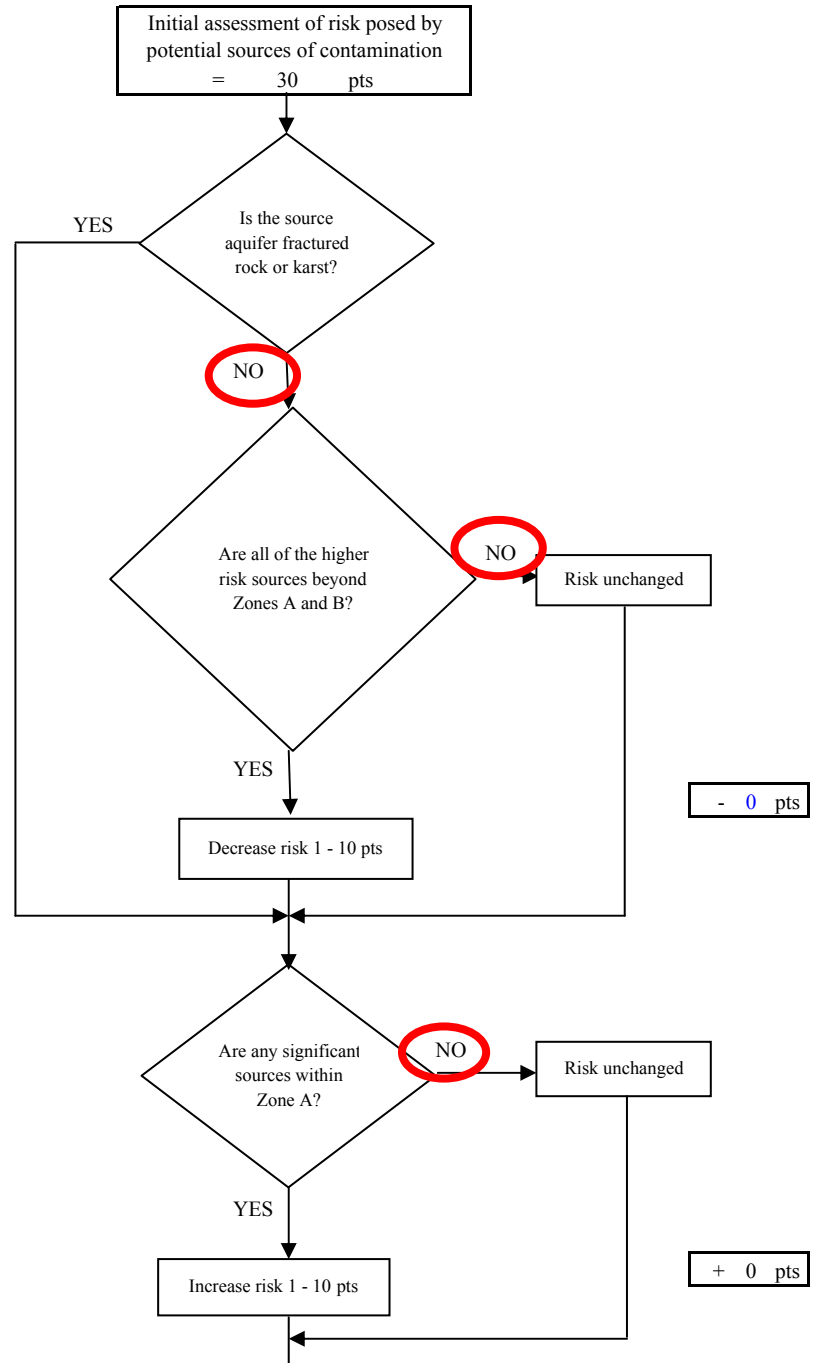 Initial assessment of risk posed by
potential sources of contamination
= 30 pts
YES
Is the source
aquifer fractured
rock or karst?
NO
Are all of the higher
risk sources beyond
Zones A and B?
NO
Risk unchanged
YES
- 0 pts
Decrease risk 1 - 10 pts
Are any significant
sources within
Zone A?
NO
Risk unchanged
YES
+ 0 pts
Increase risk 1 - 10 pts